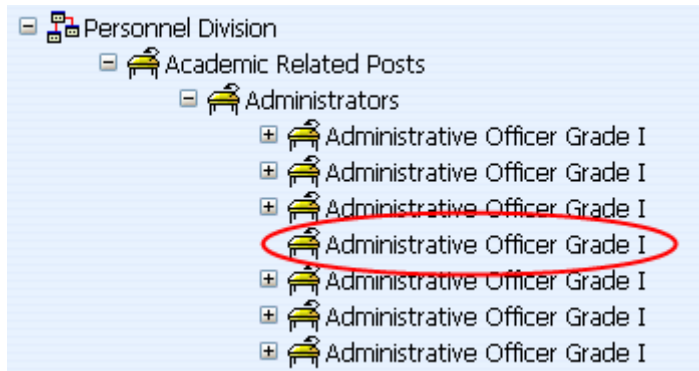 Personnel Division
Academic Related Posts
Administrators
Administrative Officer Grade I
Administrative Officer Grade I
Administrative Officer Grade I
Administrative Officer Grade I
Administrative Officer Grade I
Administrative Officer Grade I
Administrative Officer Grade I